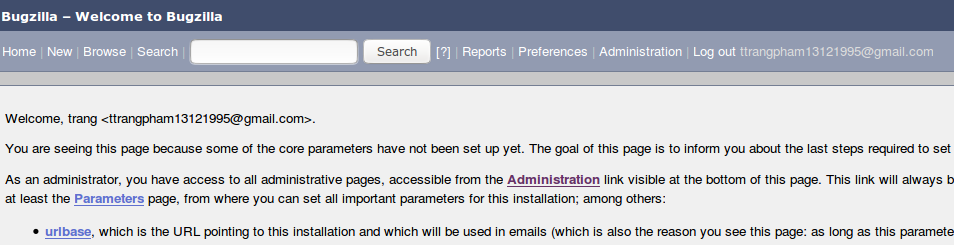 Bugzilla – Welcome to Bugzilla
Home | New | Browse | Search | Search [?] | Reports | Preferences | Administration | Log out ttrangpham13121995@gmail.com
Welcome, trang <ttrangpham13121995@gmail.com>.
You are seeing this page because some of the core parameters have not been set up yet. The goal of this page is to inform you about the last steps required to set
As an administrator, you have access to all administrative pages, accessible from the Administration link visible at the bottom of this page. This link will always b
at least the Parameters page, from where you can set all important parameters for this installation; among others:
• urlbase, which is the URL pointing to this installation and which will be used in emails (which is also the reason you see this page: as long as this paramete